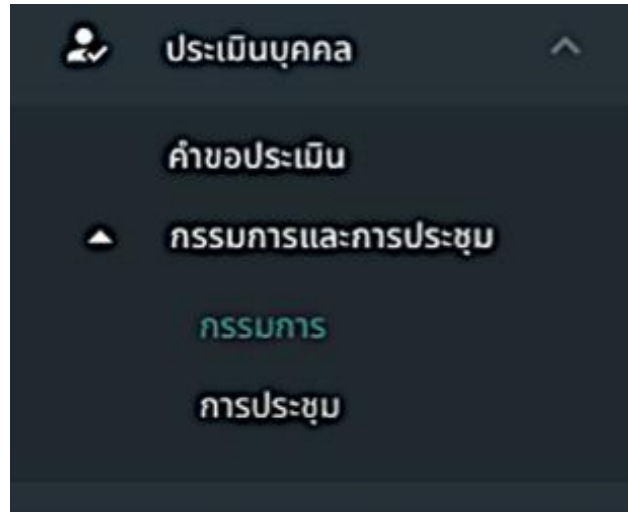 ประเมินบุคคล
คำขอประเมิน
กรรมการและการประชุม
กรรมการ
การประชุม